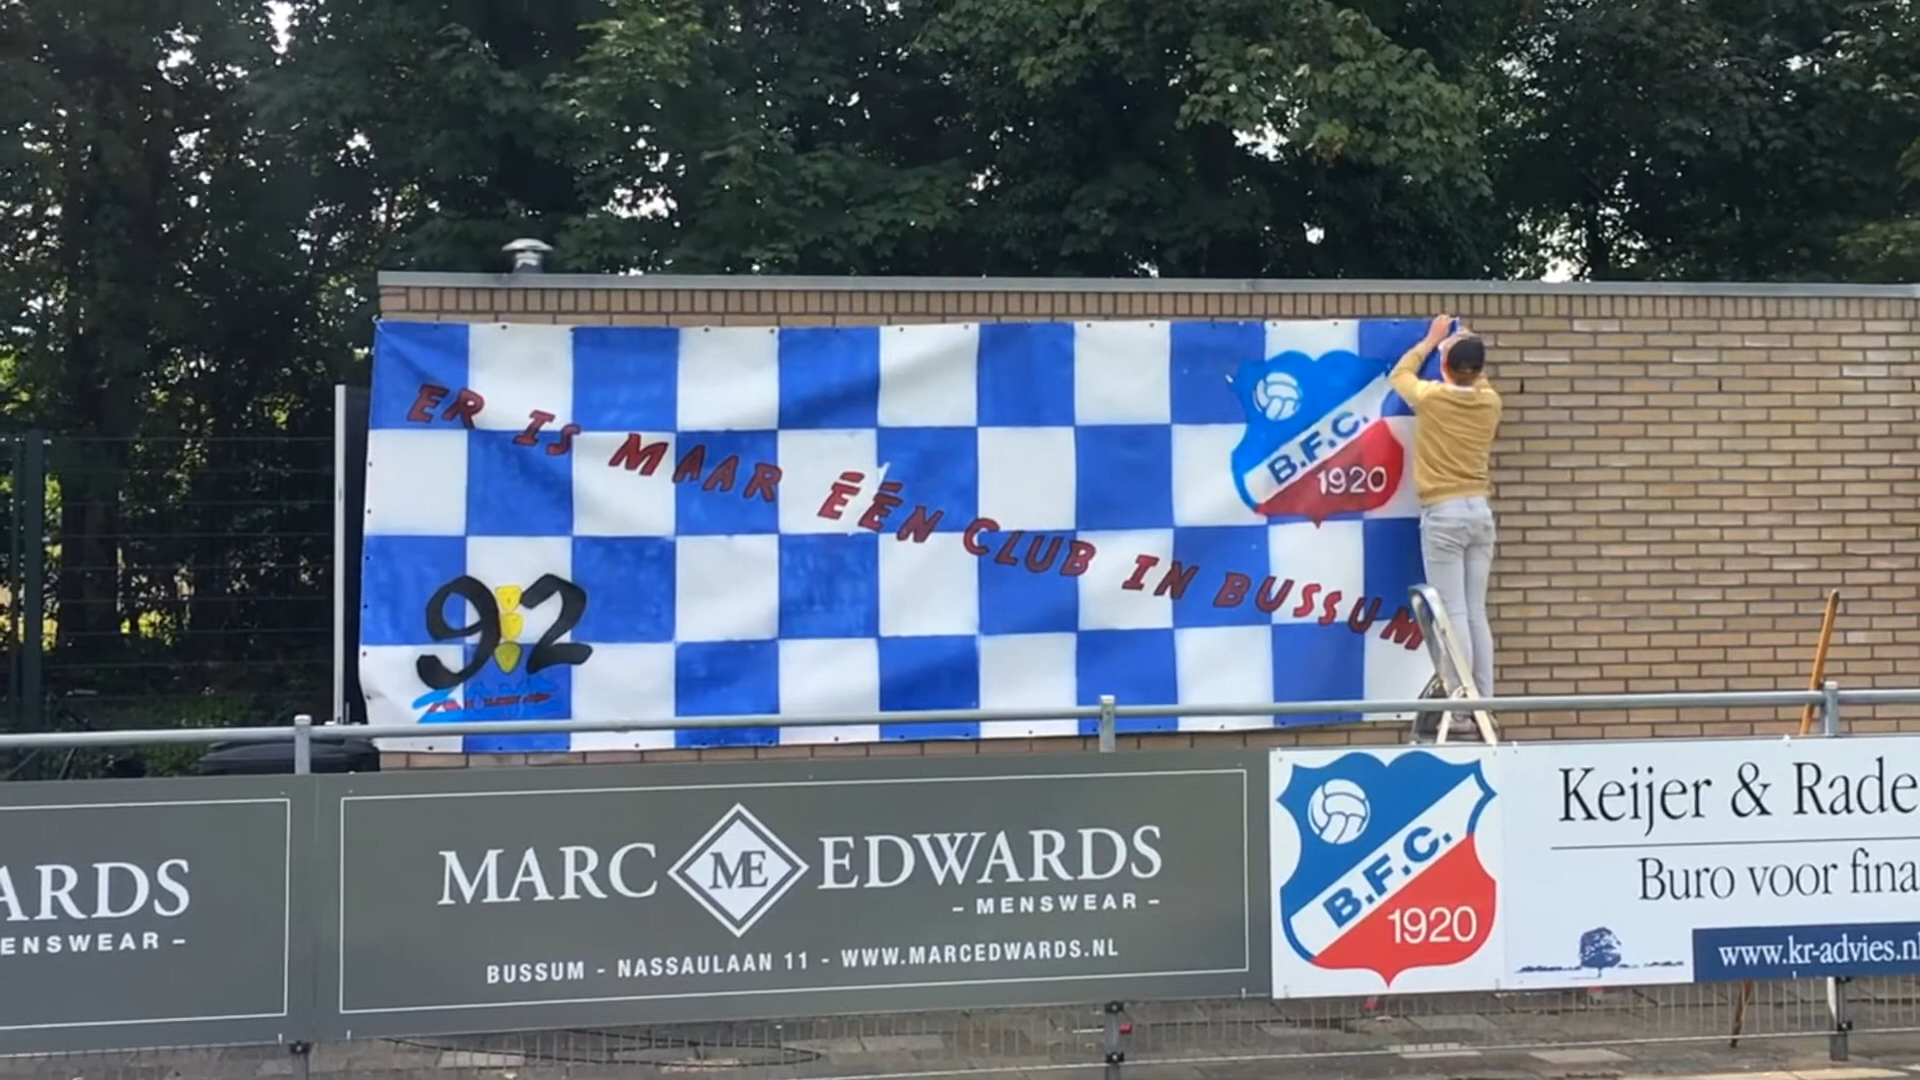 ER IS MAAR ÉÉN CLUB IN BUSSUM
B.F.C.
1920
92
ARDS
ENSWEAR –
MARC ME EDWARDS
– MENSWEAR –
BUSSUM - NASSAULAAN 11 - WWW.MARCEDWARDS.NL
B.F.C.
1920
Keijer & Rade
Buro voor fina
www.kr-advies.nl